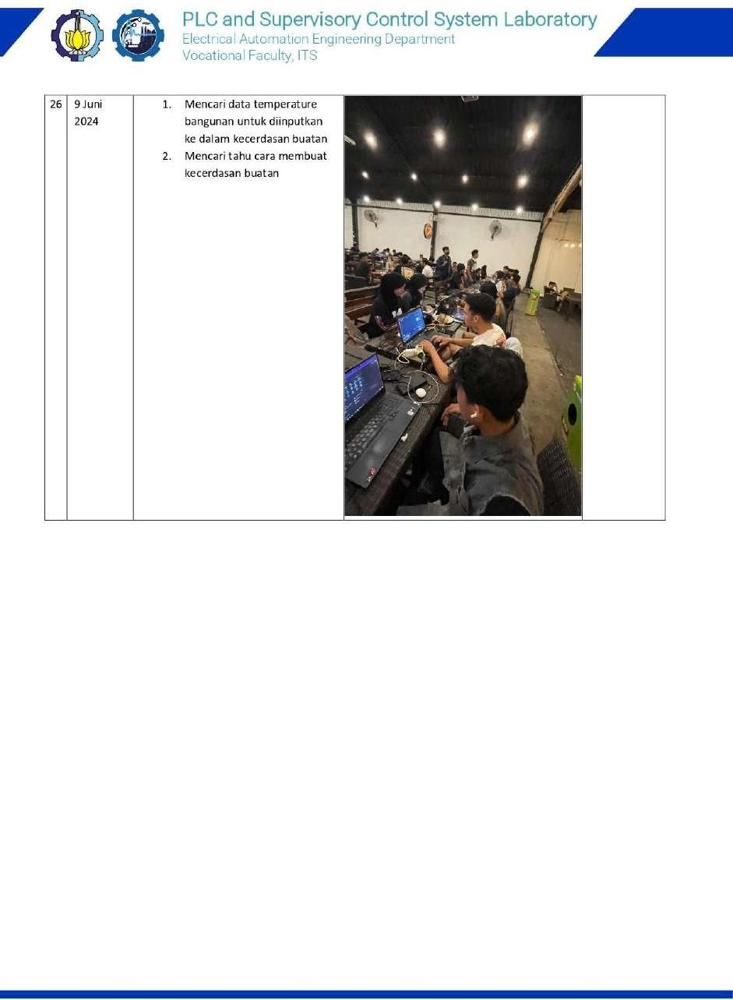 PLC and Supervisory Control System Laboratory
Electrical Automation Engineering Department
Vocational Faculty, ITS
26
9 Juni
2024
1. Mencari data temperature
bangunan untuk diinputkan
ke dalam kecerdasan buatan
2. Mencari tahu cara membuat
kecerdasan buatan